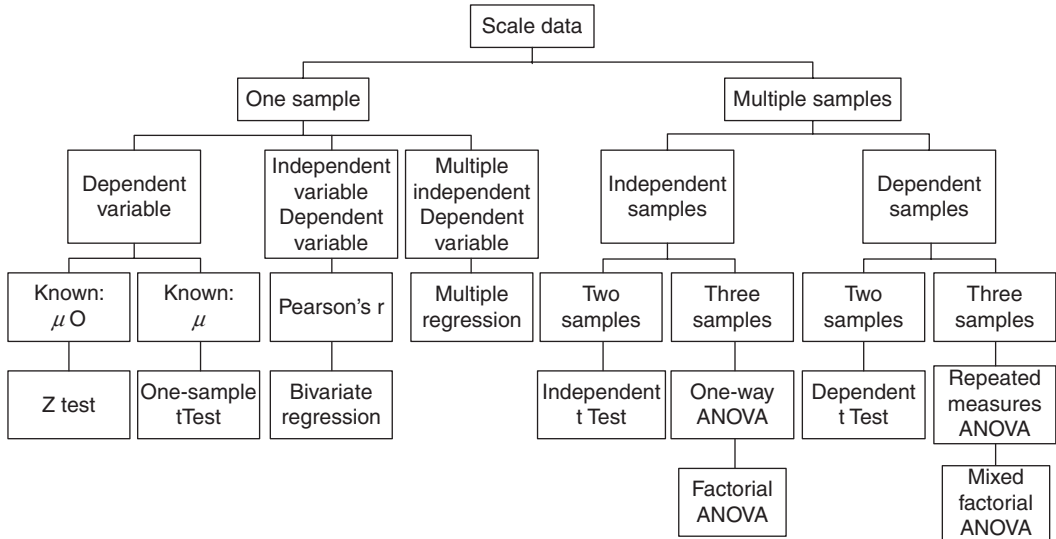 Scale data
One sample
Multiple samples
Dependent
variable
Independent
variable
Dependent
variable
Multiple
independent
Dependent
variable
Independent
samples
Dependent
samples
Known:
μ O
Known:
μ
Pearson's r
Multiple
regression
Two
samples
Three
samples
Two
samples
Three
samples
Z test
One-sample
tTest
Bivariate
regression
Independent
t Test
One-way
ANOVA
Dependent
t Test
Repeated
measures
ANOVA
Factorial
ANOVA
Mixed
factorial
ANOVA